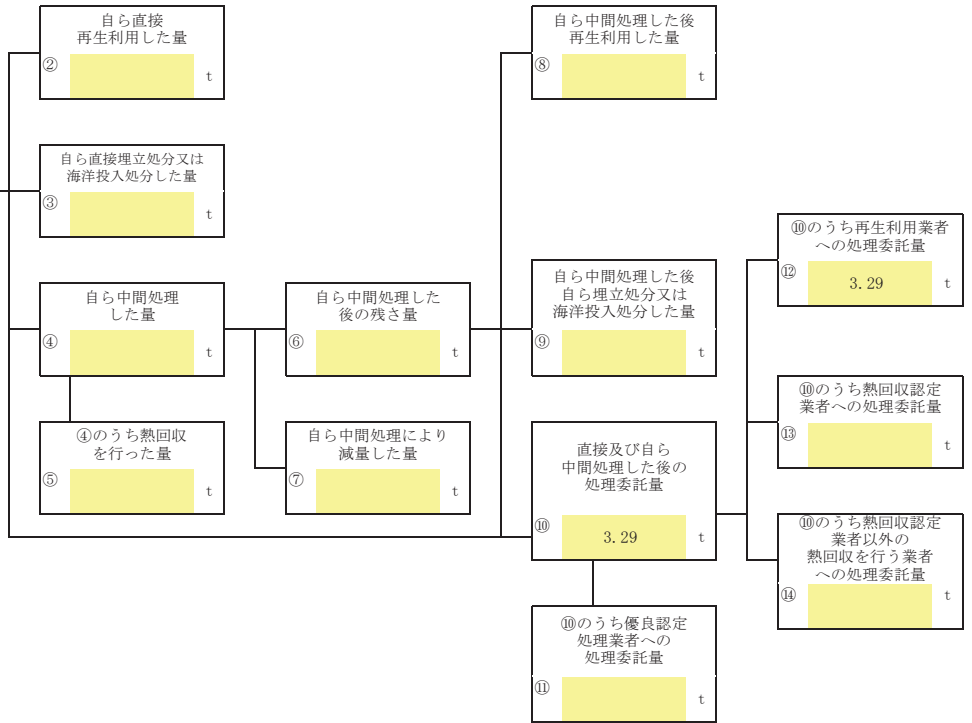 自ら直接
再生利用した量
②
t
自ら直接埋立処分又は
海洋投入処分した量
③
t
自ら中間処理
した量
④
t
④のうち熱回収
を行った量
⑤
t
自ら中間処理した
後の残さ量
⑥
t
自ら中間処理により
減量した量
⑦
t
自ら中間処理した後
再生利用した量
⑧
t
自ら中間処理した後
自ら埋立処分又は
海洋投入処分した量
⑨
t
直接及び自ら
中間処理した後の
処理委託量
⑩ 3.29 t
⑩のうち優良認定
処理業者への
処理委託量
⑪
t
⑩のうち再生利用業者
への処理委託量
⑫ 3.29 t
⑩のうち熱回収認定
業者への処理委託量
⑬
t
⑩のうち熱回収認定
業者以外の
熱回収を行う業者
への処理委託量
⑭
t